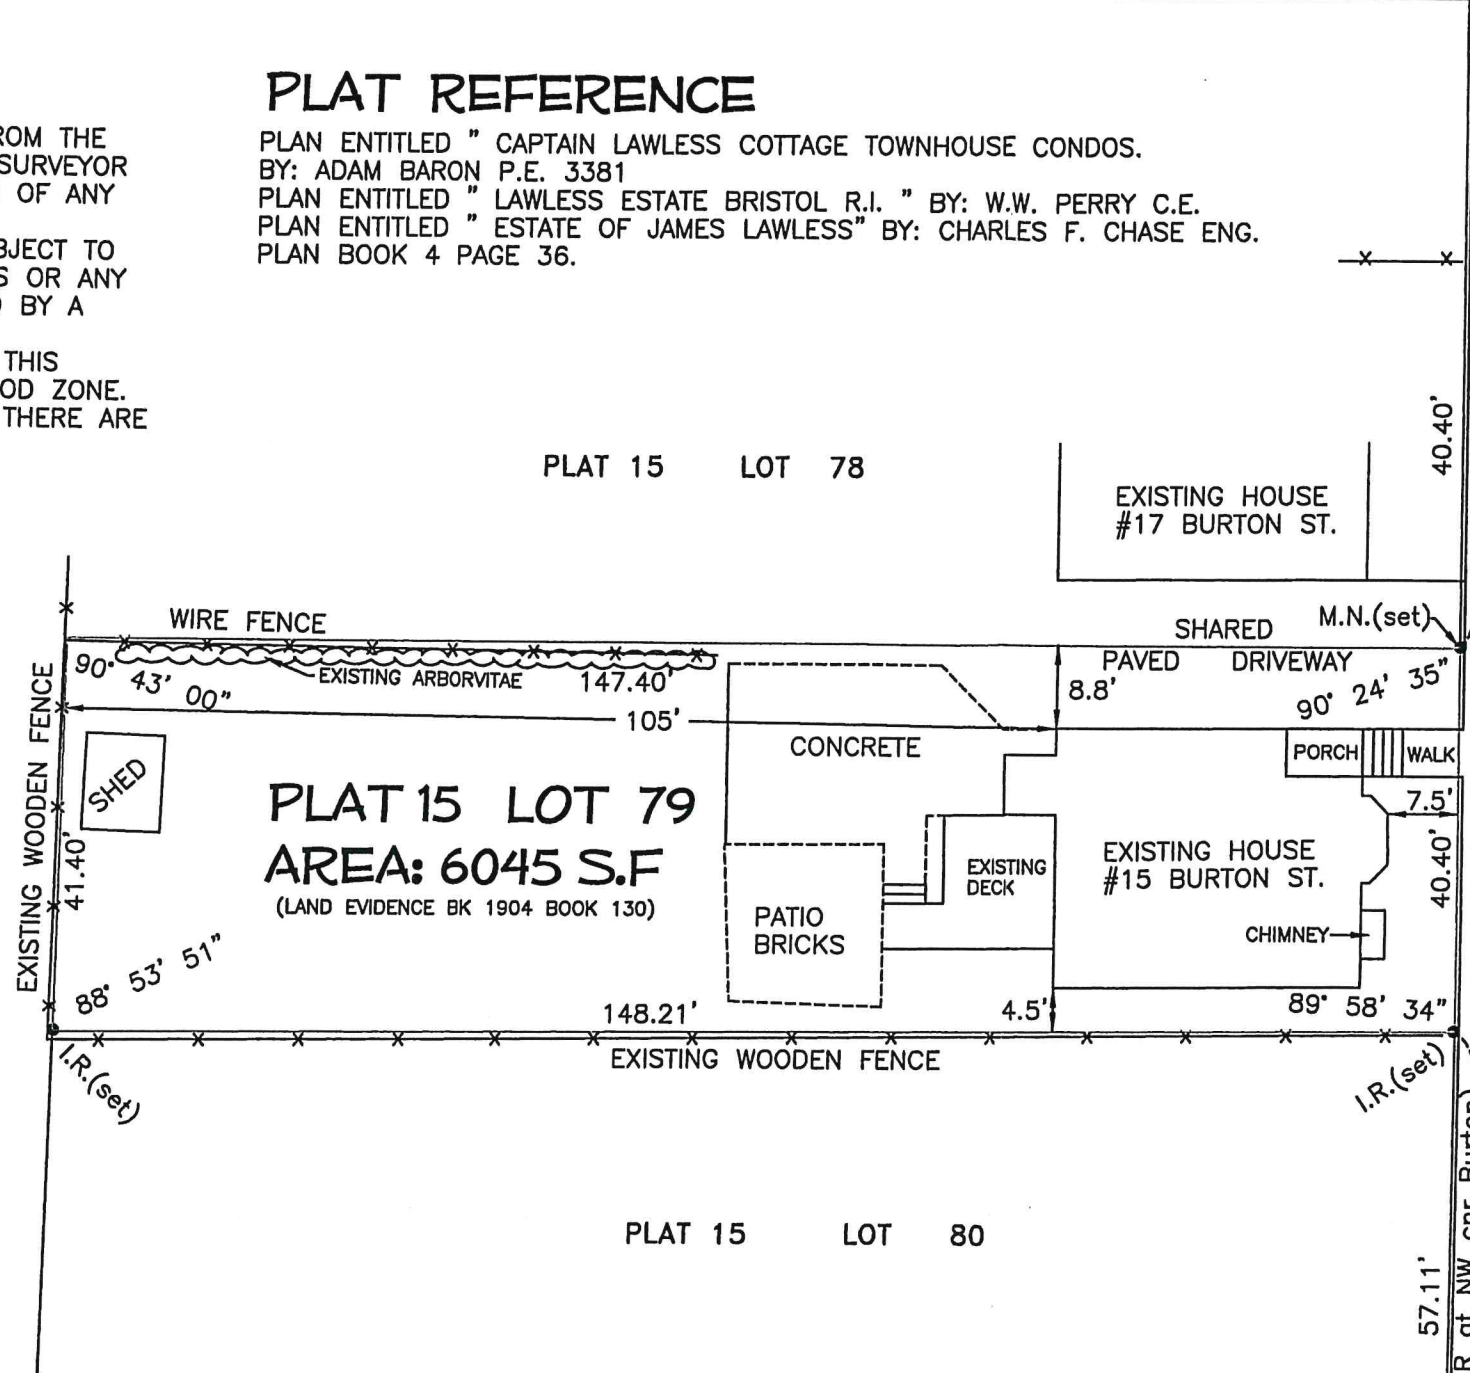 PLAT REFERENCE
ROM THE
SURVEYOR
OF ANY
BJECT TO
S OR ANY
BY A
THIS
OD ZONE.
THERE ARE
PLAN ENTITLED " CAPTAIN LAWLESS COTTAGE TOWNHOUSE CONDOS.
BY: ADAM BARON P.E. 3381
PLAN ENTITLED " LAWLESS ESTATE BRISTOL R.I. " BY: W.W. PERRY C.E.
PLAN ENTITLED " ESTATE OF JAMES LAWLESS" BY: CHARLES F. CHASE ENG.
PLAN BOOK 4 PAGE 36.
40.40'
PLAT 15 LOT 78
EXISTING HOUSE
#17 BURTON ST.
WIRE FENCE
M.N.(set)
SHARED
PAVED DRIVEWAY
90° 43' 00"
EXISTING ARBORVITAE
147.40'
8.8'
90° 24' 35"
105'
CONCRETE
PORCH
WALK
EXISTING WOODEN FENCE
SHED
41.40'
PLAT 15 LOT 79
AREA: 6045 S.F
(LAND EVIDENCE BK 1904 BOOK 130)
7.5'
EXISTING HOUSE
#15 BURTON ST.
40.40'
EXISTING
DECK
PATIO
BRICKS
CHIMNEY
88° 53' 51"
148.21'
4.5'
89° 58' 34"
EXISTING WOODEN FENCE
I.R.(set)
I.R.(set)
PLAT 15 LOT 80
57.11'
R at NW cnr Burton)